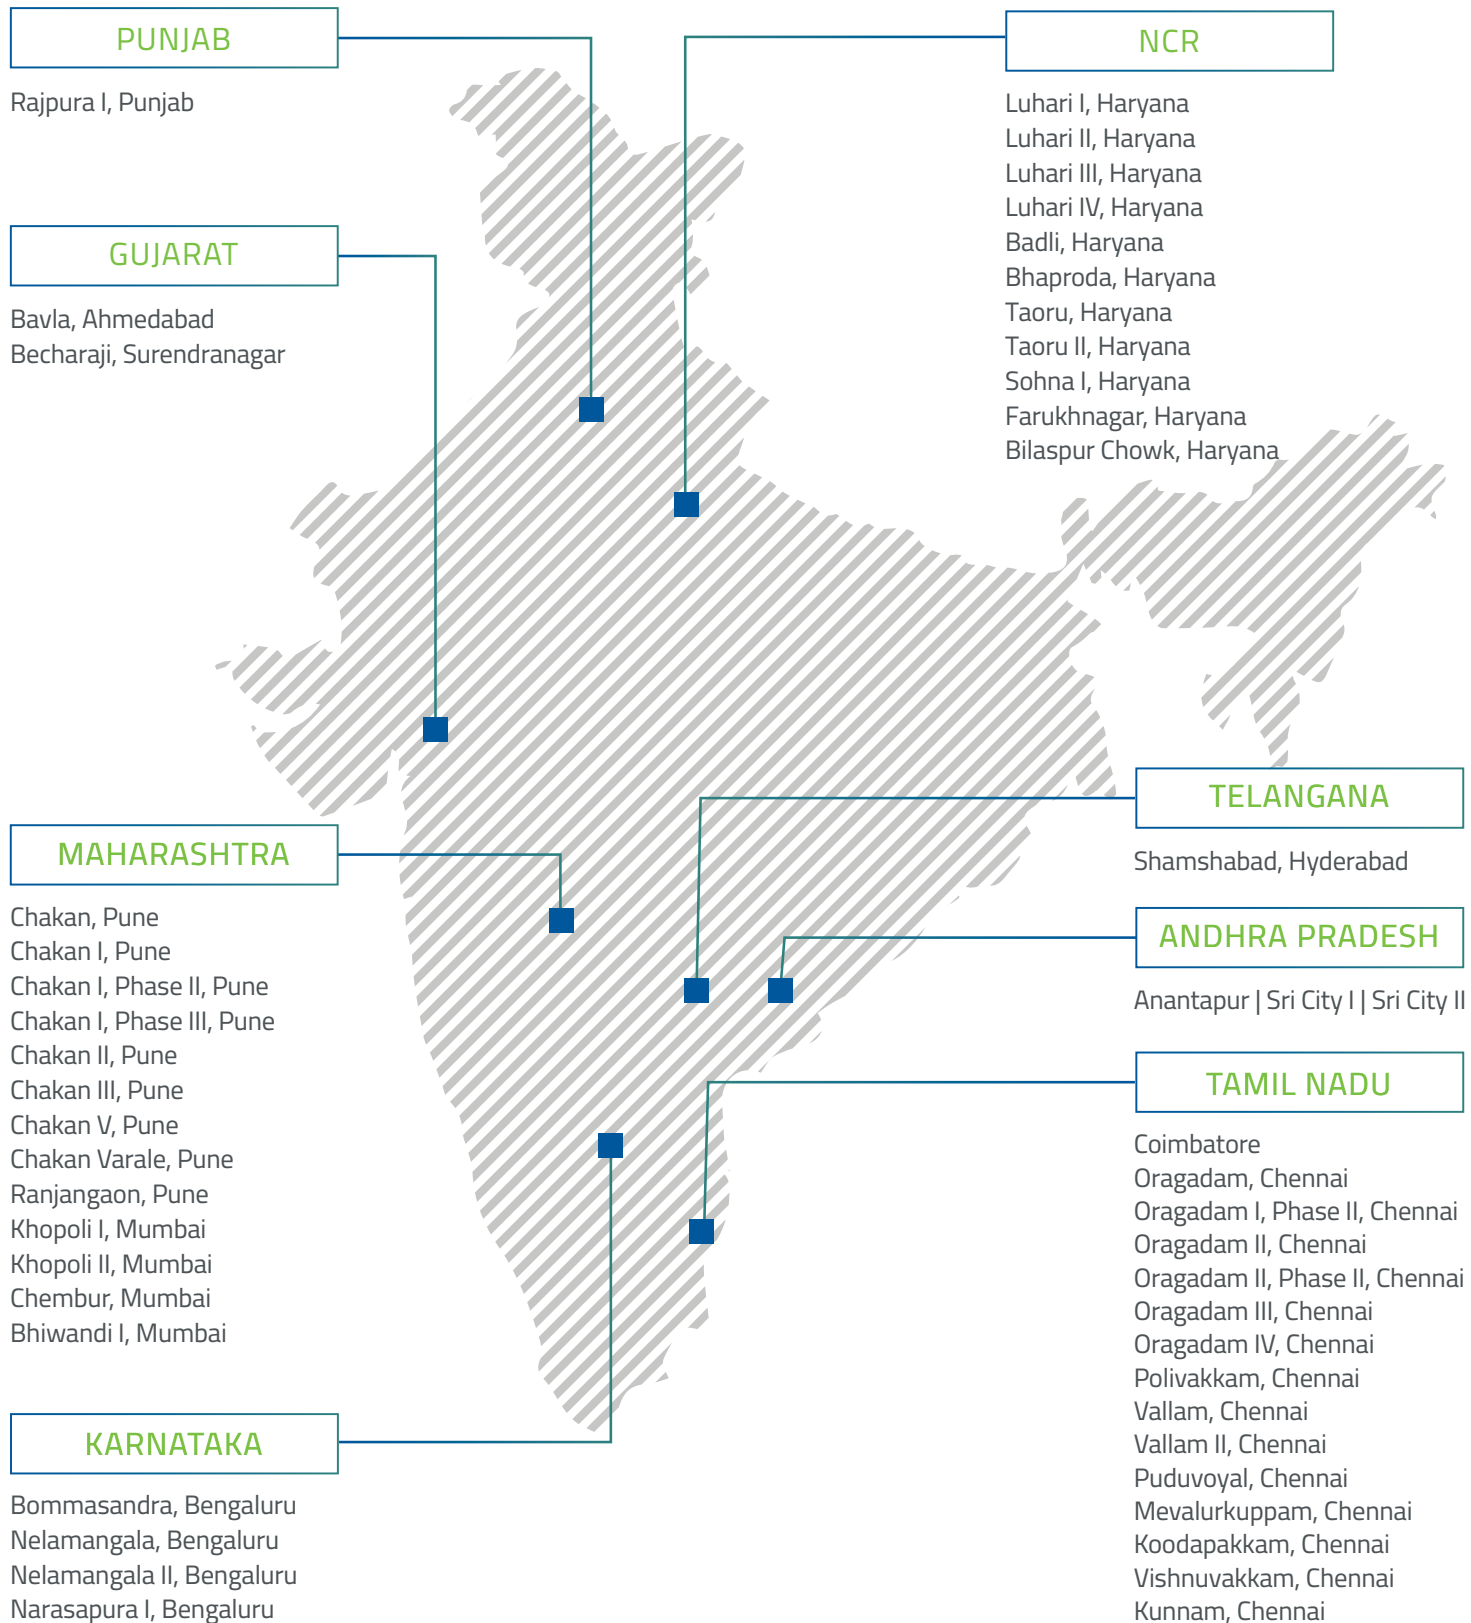 PUNJAB
Rajpura I, Punjab
GUJARAT
Bavla, Ahmedabad
Becharaji, Surendranagar
MAHARASHTRA
Chakan, Pune
Chakan I, Pune
Chakan I, Phase II, Pune
Chakan I, Phase III, Pune
Chakan II, Pune
Chakan III, Pune
Chakan V, Pune
Chakan Varale, Pune
Ranjangaon, Pune
Khopoli I, Mumbai
Khopoli II, Mumbai
Chembur, Mumbai
Bhiwandi I, Mumbai
KARNATAKA
Bommasandra, Bengaluru
Nelamangala, Bengaluru
Nelamangala II, Bengaluru
Narasapura I, Bengaluru
NCR
Luhari I, Haryana
Luhari II, Haryana
Luhari III, Haryana
Luhari IV, Haryana
Badli, Haryana
Bhaproda, Haryana
Taoru, Haryana
Taoru II, Haryana
Sohna I, Haryana
Farukhnagar, Haryana
Bilaspur Chowk, Haryana
TELANGANA
Shamshabad, Hyderabad
ANDHRA PRADESH
Anantapur | Sri City I | Sri City II
TAMIL NADU
Coimbatore
Oragadam, Chennai
Oragadam I, Phase II, Chennai
Oragadam II, Chennai
Oragadam II, Phase II, Chennai
Oragadam III, Chennai
Oragadam IV, Chennai
Polivakkam, Chennai
Vallam, Chennai
Vallam II, Chennai
Puduvoyal, Chennai
Mevalurkuppam, Chennai
Koodapakkam, Chennai
Vishnuvakkam, Chennai
Kunnam, Chennai